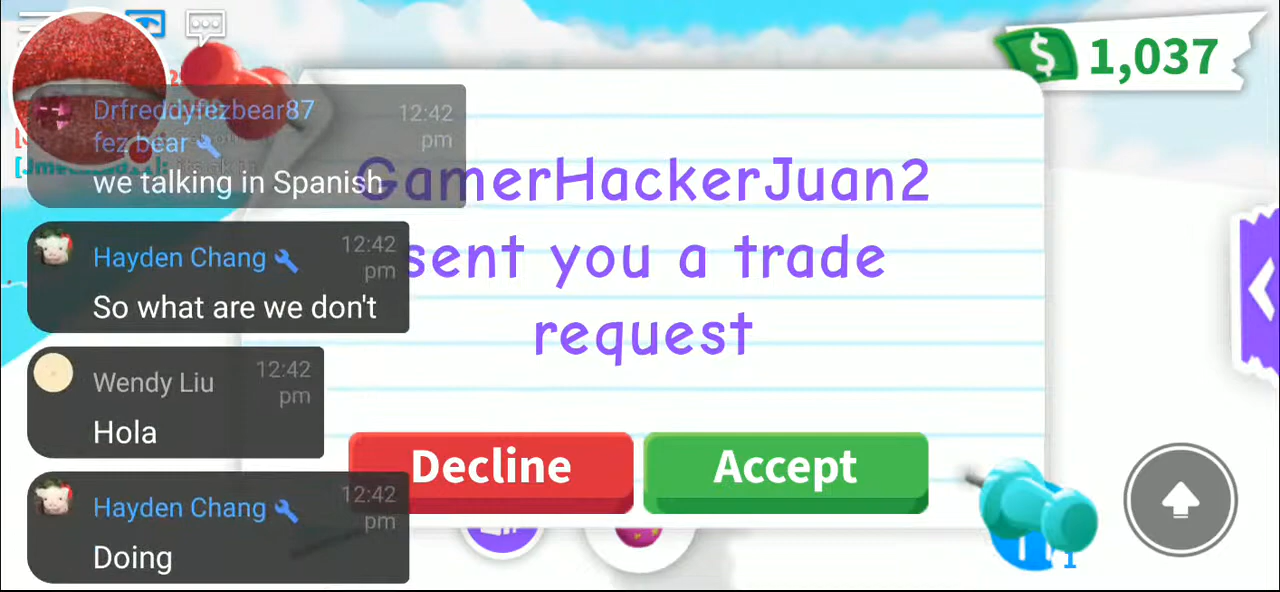 1,037
Drfreddyfezbear87
fez bear
12:42
pm
we talking in Spanish
GamerHackerJuan2
sent you a trade
request
Hayden Chang
12:42
pm
So what are we don't
Wendy Liu
12:42
pm
Hola
Hayden Chang
12:42
pm
Doing
Decline
Accept
1